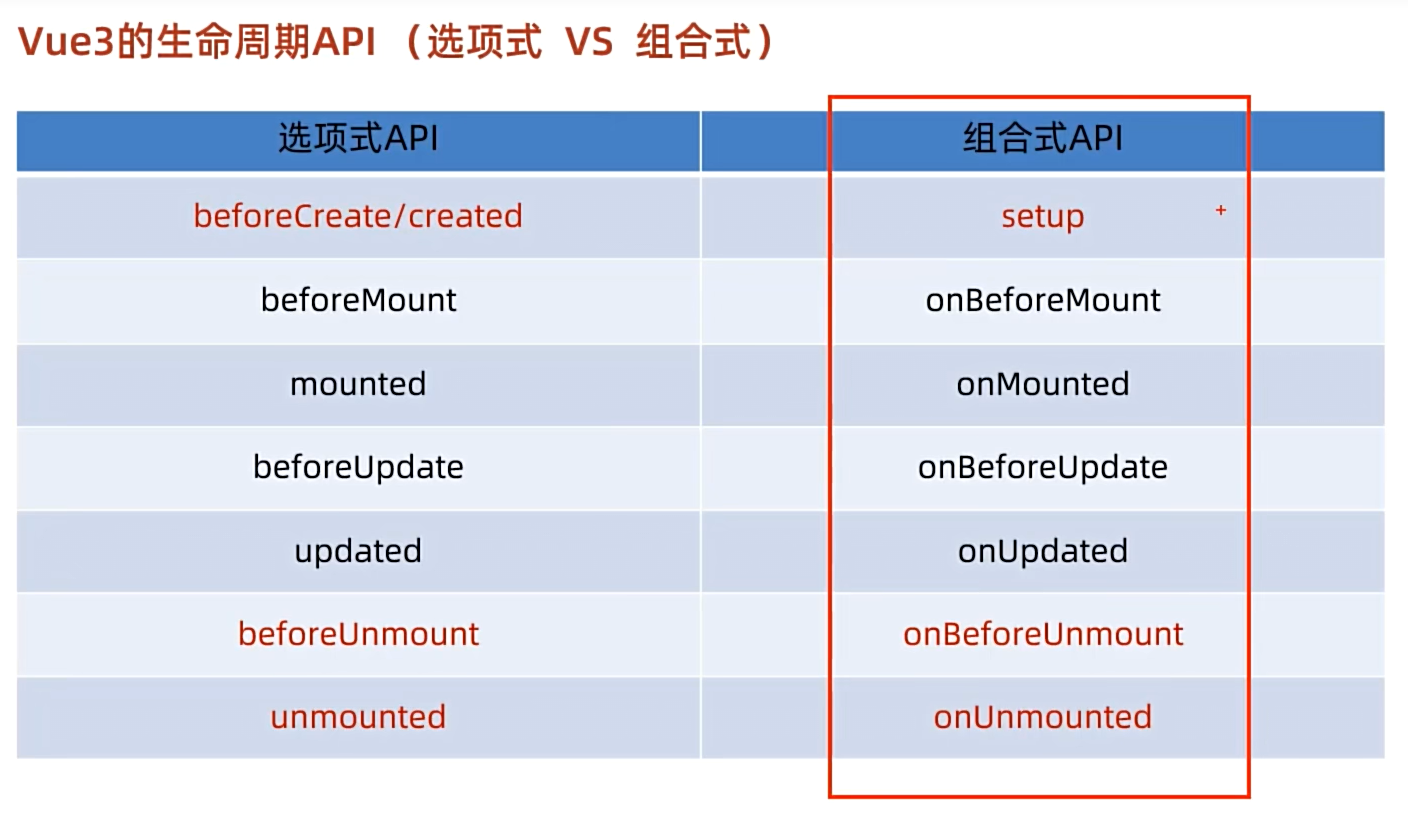 Vue3的生命周期API （选项式 VS 组合式）
选项式API 组合式API
beforeCreate/created setup
beforeMount onBeforeMount
mounted onMounted
beforeUpdate onBeforeUpdate
updated onUpdated
beforeUnmount onBeforeUnmount
unmounted onUnmounted